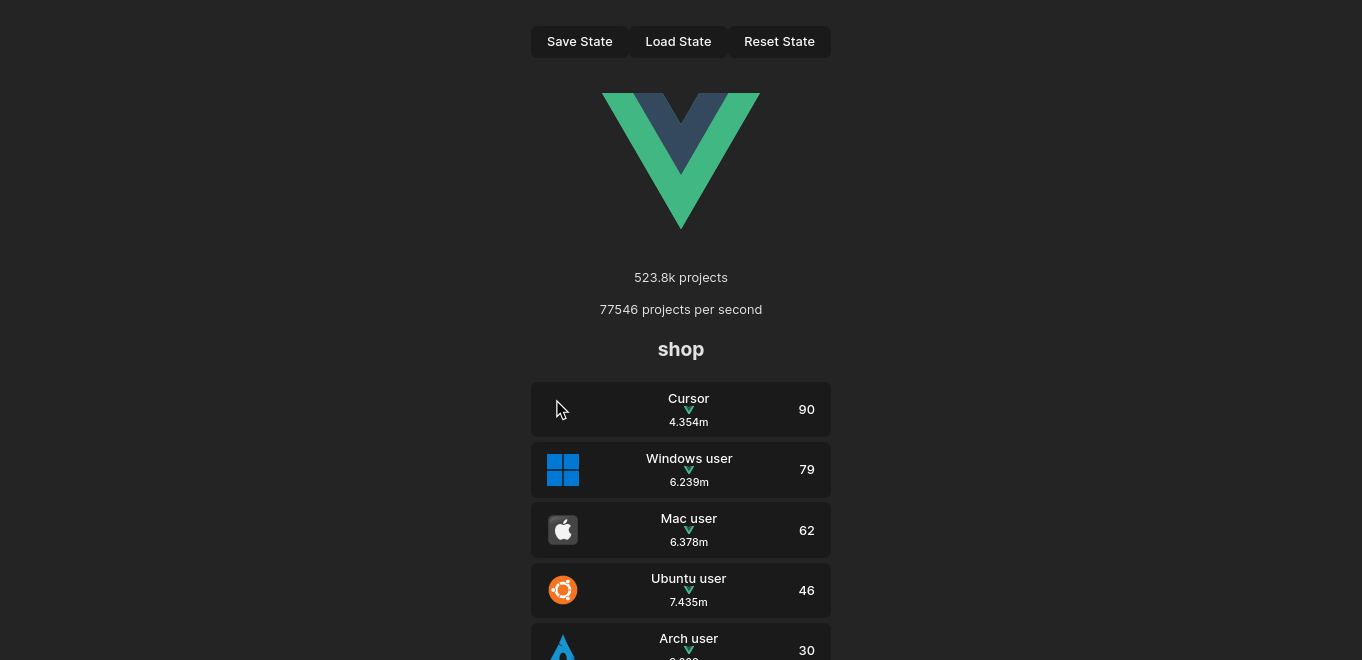 Save State Load State Reset State
523.8k projects
77546 projects per second
shop
Cursor
4.354m
90
Windows user
6.239m
79
Mac user
6.378m
62
Ubuntu user
7.435m
46
Arch user
30